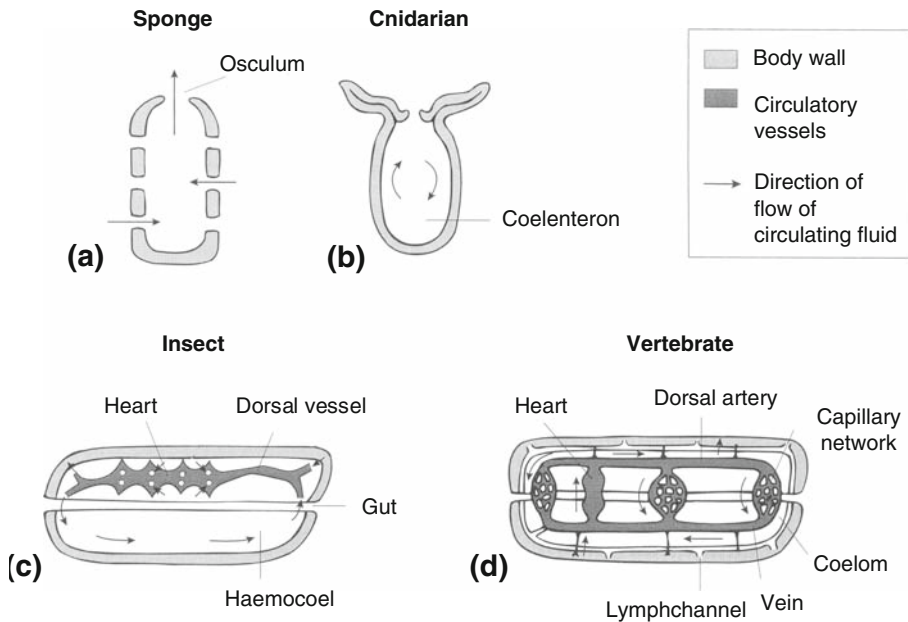 Sponge
Osculum
(a)
Cnidarian
Coelenteron
(b)
Body wall
Circulatory
vessels
Direction of
flow of
circulating fluid
Insect
Heart
Dorsal vessel
Gut
Haemocoel
(c)
Vertebrate
Heart
Dorsal artery
Capillary
network
Coelom
Vein
Lymphchannel
(d)